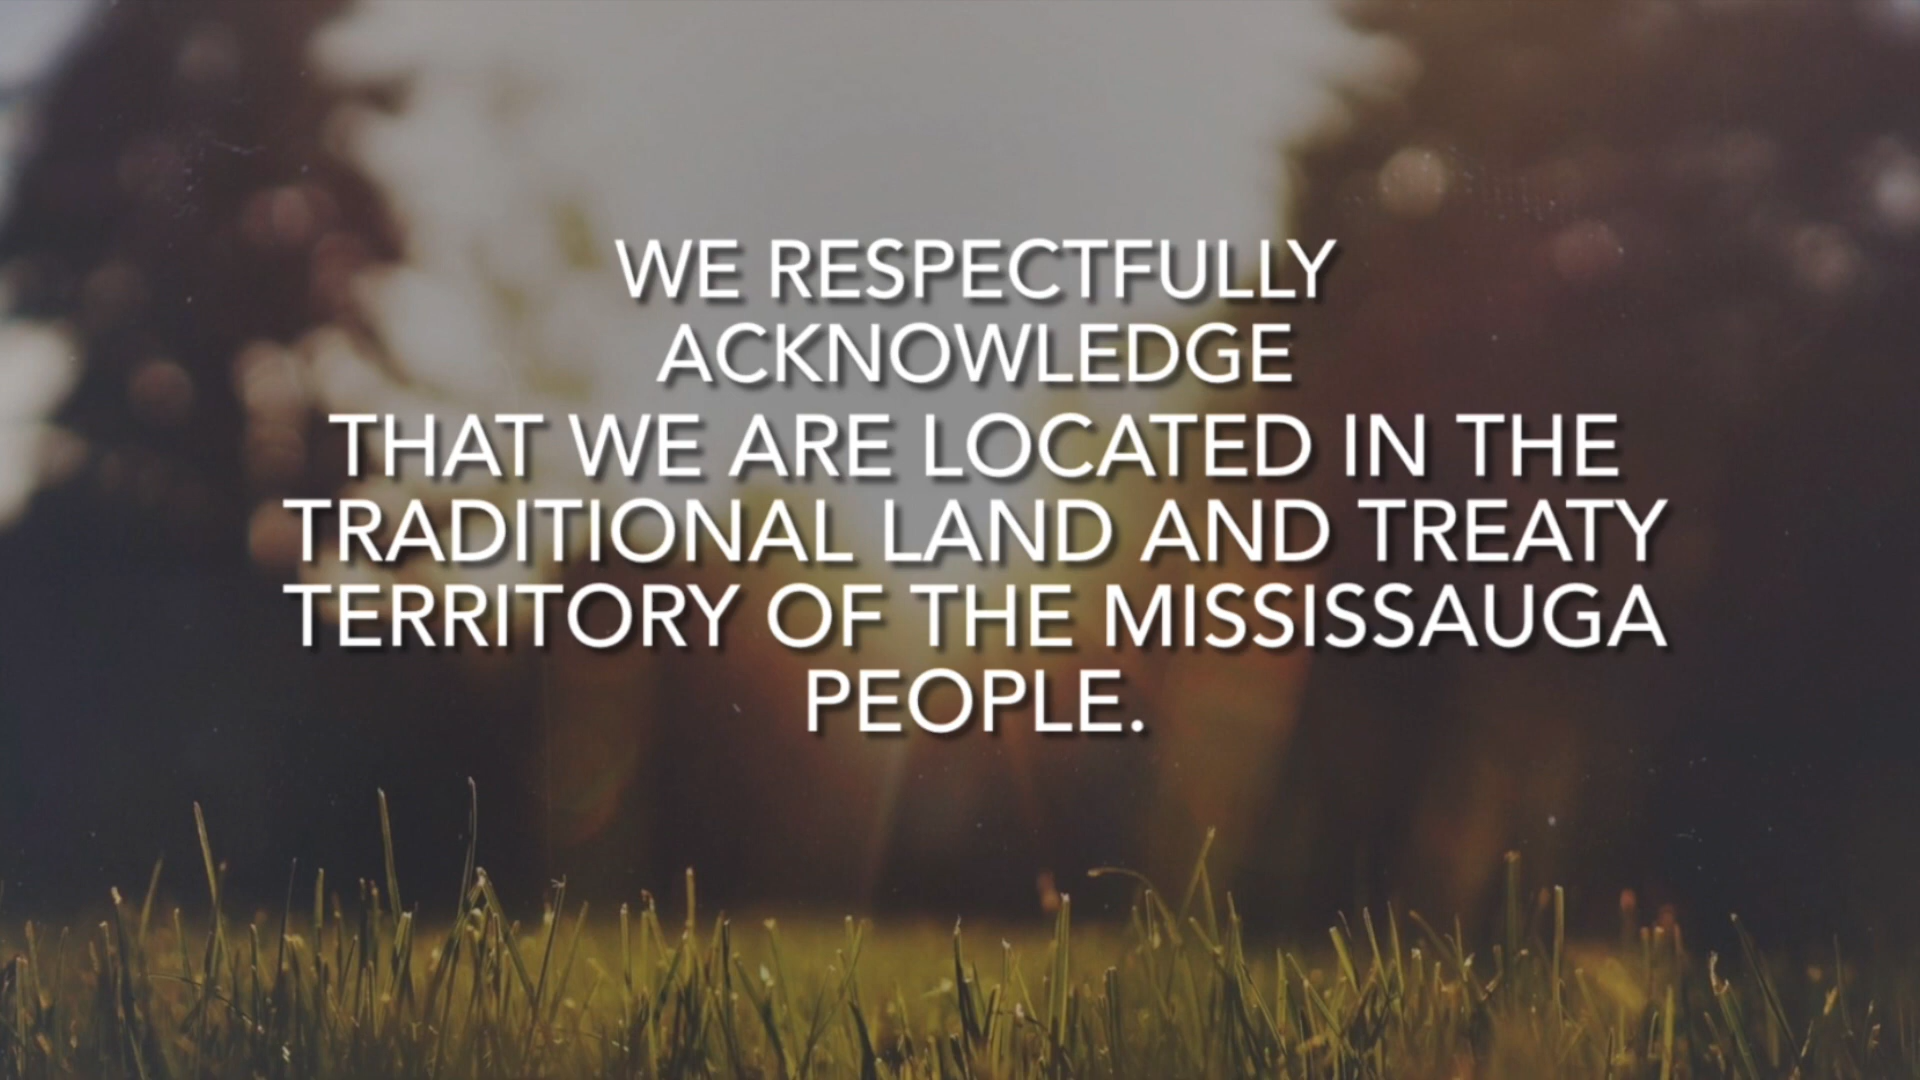 WE RESPECTFULLY
ACKNOWLEDGE
THAT WE ARE LOCATED IN THE
TRADITIONAL LAND AND TREATY
TERRITORY OF THE MISSISSAUGA
PEOPLE.